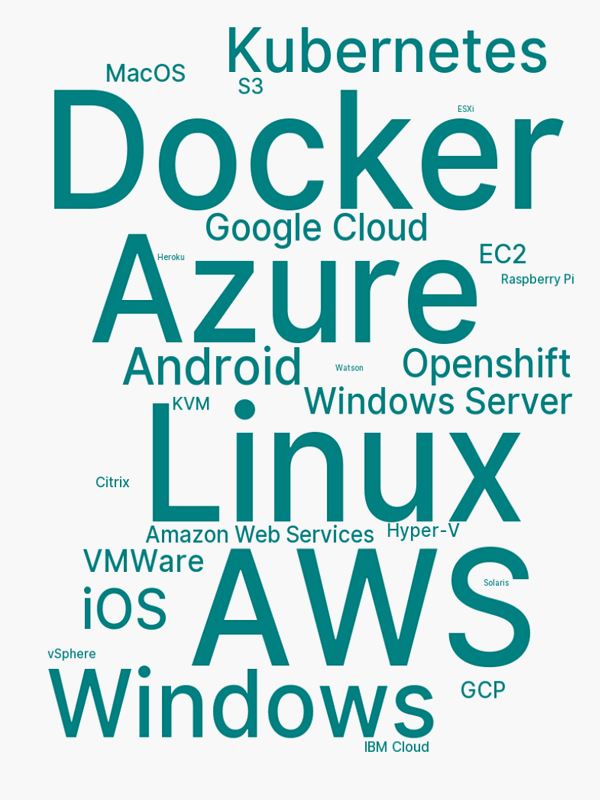 Kubernetes
MacOS
S3
Docker
ESXi
Google Cloud
Azure
Heroku
EC2
Raspberry Pi
Android
Watson
Openshift
Windows Server
KVM
Linux
Citrix
Amazon Web Services
Hyper-V
VMWare
AWS
Solaris
iOS
vSphere
Windows
GCP
IBM Cloud